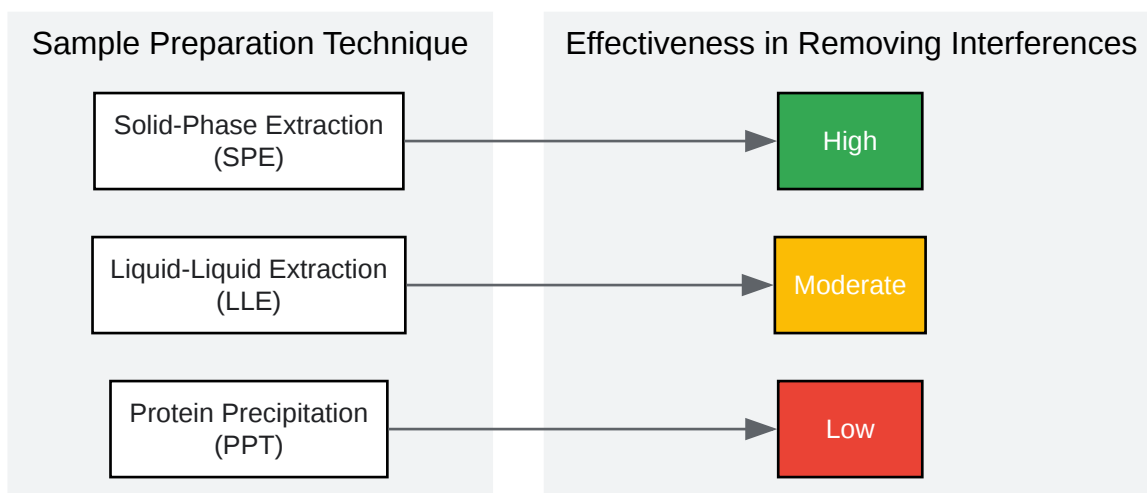 Sample Preparation Technique
Effectiveness in Removing Interferences
Solid-Phase Extraction
(SPE)
High
Liquid-Liquid Extraction
(LLE)
Moderate
Protein Precipitation
(PPT)
Low